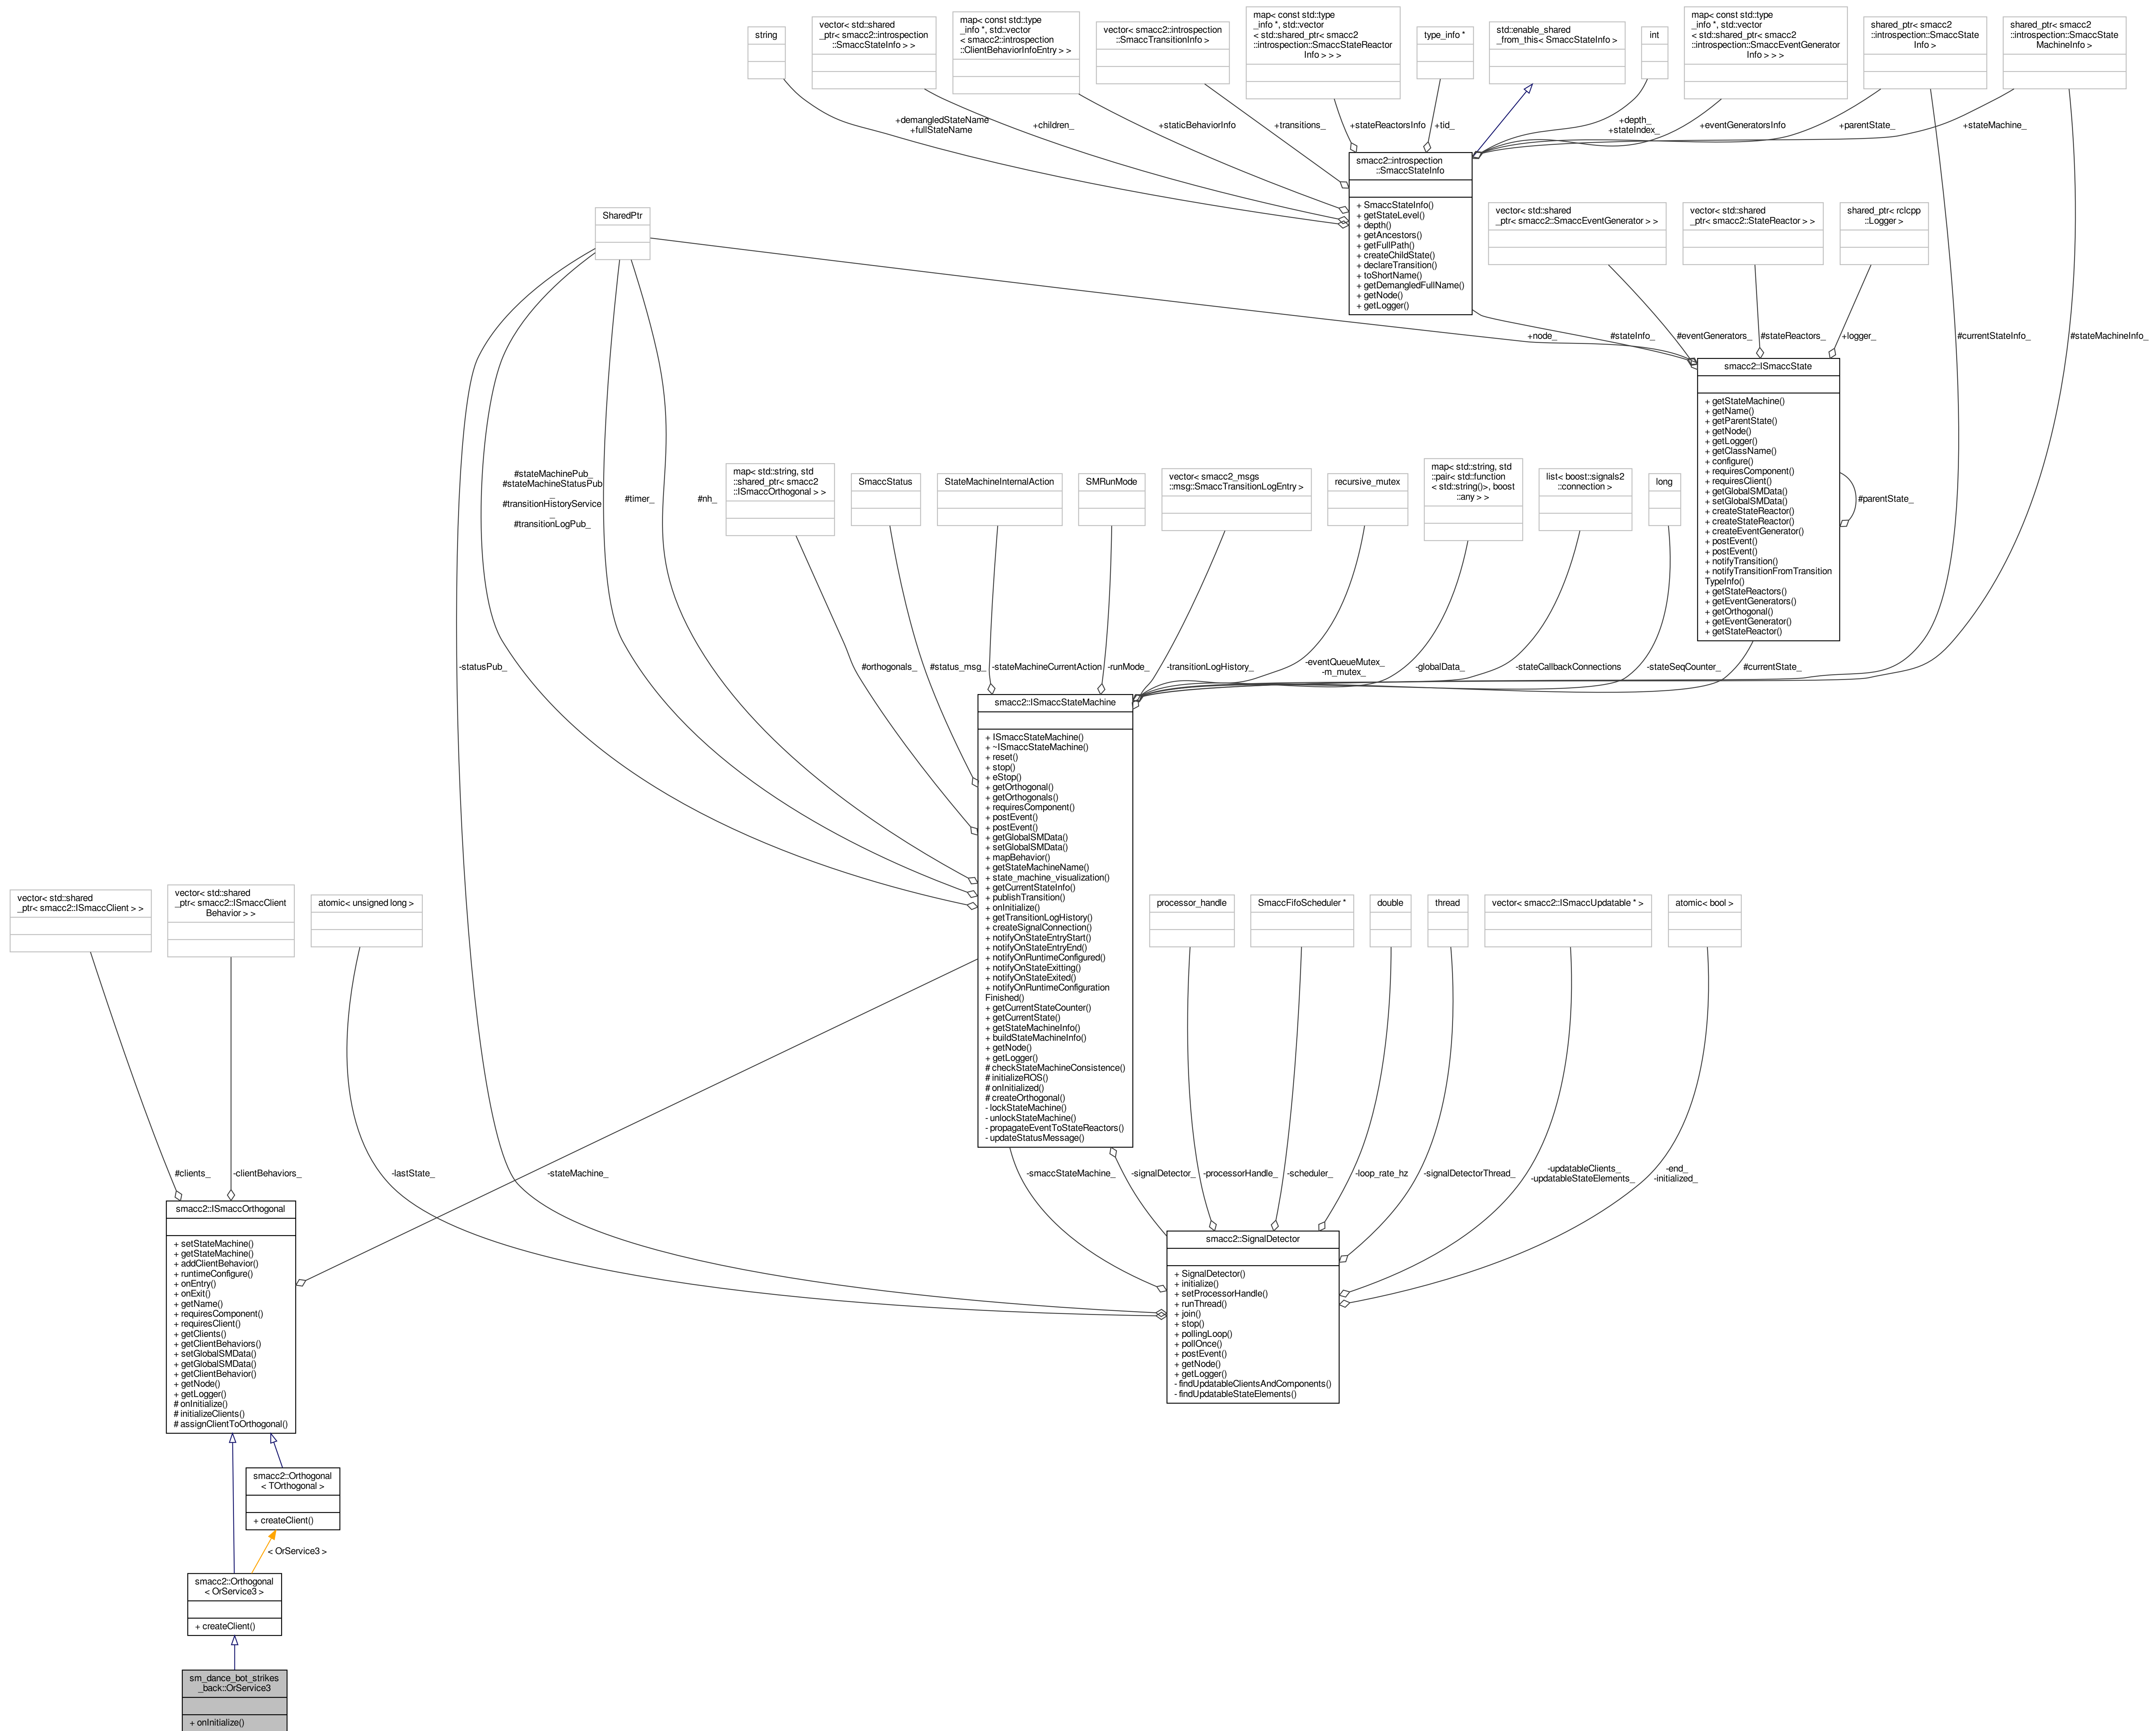 string
vector< std::shared
_ptr< smacc2::introspection
::SmaccStateInfo > >
map< const std::type
_info *, std::vector
< smacc2::introspection
::ClientBehaviorInfoEntry > >
vector< smacc2::introspection
::SmaccTransitionInfo >
map< const std::type
_info *, std::vector
< std::shared_ptr< smacc2
::introspection::SmaccStateReactor
Info > > >
type_info *
std::enable_shared
_from_this< SmaccStateInfo >
int
map< const std::type
_info *, std::vector
< std::shared_ptr< smacc2
::introspection::SmaccEventGenerator
Info > > >
shared_ptr< smacc2
::introspection::SmaccState
Info >
shared_ptr< smacc2
::introspection::SmaccState
MachineInfo >
+demangledStateName
+fullStateName
+children_
+staticBehaviorInfo
+transitions_
+stateReactorsInfo
+tid_
+depth_
+stateIndex_
+eventGeneratorsInfo
+parentState_
+stateMachine_
smacc2::introspection
::SmaccStateInfo
+ SmaccStateInfo()
+ getStateLevel()
+ depth()
+ getAncestors()
+ getFullPath()
+ createChildState()
+ declareTransition()
+ toShortName()
+ getDemangledFullName()
+ getNode()
+ getLogger()
SharedPtr
vector< std::shared
_ptr< smacc2::SmaccEventGenerator > >
vector< std::shared
_ptr< smacc2::StateReactor > >
shared_ptr< rclcpp
::Logger >
+node_
#stateInfo_
#eventGenerators_
#stateReactors_
+logger_
#currentStateInfo_
#stateMachineInfo_
smacc2::ISmaccState
+ getStateMachine()
+ getName()
+ getParentState()
+ getNode()
+ getLogger()
+ getClassName()
+ configure()
+ requiresComponent()
+ requiresClient()
+ getGlobalSMData()
+ setGlobalSMData()
+ createStateReactor()
+ createStateReactor()
+ createEventGenerator()
+ postEvent()
+ postEvent()
+ notifyTransition()
+ notifyTransitionFromTransition
TypeInfo()
+ getStateReactors()
+ getEventGenerators()
+ getOrthogonal()
+ getEventGenerator()
+ getStateReactor()
#parentState_
#stateMachinePub_
#stateMachineStatusPub
_
#transitionHistoryService
_
#transitionLogPub_
#timer_
#nh_
map< std::string, std
::shared_ptr< smacc2
::ISmaccOrthogonal > >
SmaccStatus
StateMachineInternalAction
SMRunMode
vector< smacc2_msgs
::msg::SmaccTransitionLogEntry >
recursive_mutex
map< std::string, std
::pair< std::function
< std::string()>, boost
::any > >
list< boost::signals2
::connection >
long
-statusPub_
#orthogonals_
#status_msg_
-stateMachineCurrentAction
-runMode_
-transitionLogHistory_
-eventQueueMutex_
-m_mutex_
-globalData_
-stateCallbackConnections
-stateSeqCounter_
#currentState_
smacc2::ISmaccStateMachine
+ ISmaccStateMachine()
+ ~ISmaccStateMachine()
+ reset()
+ stop()
+ eStop()
+ getOrthogonal()
+ getOrthogonals()
+ requiresComponent()
+ postEvent()
+ postEvent()
+ getGlobalSMData()
+ setGlobalSMData()
+ mapBehavior()
+ getStateMachineName()
+ state_machine_visualization()
+ getCurrentStateInfo()
+ publishTransition()
+ onInitialize()
+ getTransitionLogHistory()
+ createSignalConnection()
+ notifyOnStateEntryStart()
+ notifyOnStateEntryEnd()
+ notifyOnRuntimeConfigured()
+ notifyOnStateExitting()
+ notifyOnStateExited()
+ notifyOnRuntimeConfiguration
Finished()
+ getCurrentStateCounter()
+ getCurrentState()
+ getStateMachineInfo()
+ buildStateMachineInfo()
+ getNode()
+ getLogger()
# checkStateMachineConsistence()
# initializeROS()
# onInitialized()
# createOrthogonal()
- lockStateMachine()
- unlockStateMachine()
- propagateEventToStateReactors()
- updateStatusMessage()
vector< std::shared
_ptr< smacc2::ISmaccClient > >
vector< std::shared
_ptr< smacc2::ISmaccClient
Behavior > >
atomic< unsigned long >
processor_handle
SmaccFifoScheduler *
double
thread
vector< smacc2::ISmaccUpdatable * >
atomic< bool >
#clients_
-clientBehaviors_
-lastState_
-stateMachine_
-smaccStateMachine_
-signalDetector_
-processorHandle_
-scheduler_
-loop_rate_hz
-signalDetectorThread_
-updatableClients_
-updatableStateElements_
-end_
-initialized_
smacc2::ISmaccOrthogonal
+ setStateMachine()
+ getStateMachine()
+ addClientBehavior()
+ runtimeConfigure()
+ onEntry()
+ onExit()
+ getName()
+ requiresComponent()
+ requiresClient()
+ getClients()
+ getClientBehaviors()
+ setGlobalSMData()
+ getGlobalSMData()
+ getClientBehavior()
+ getNode()
+ getLogger()
# onInitialize()
# initializeClients()
# assignClientToOrthogonal()
smacc2::SignalDetector
+ SignalDetector()
+ initialize()
+ setProcessorHandle()
+ runThread()
+ join()
+ stop()
+ pollingLoop()
+ pollOnce()
+ postEvent()
+ getNode()
+ getLogger()
- findUpdatableClientsAndComponents()
- findUpdatableStateElements()
smacc2::Orthogonal
< TOrthogonal >
+ createClient()
< OrService3 >
smacc2::Orthogonal
< OrService3 >
+ createClient()
sm_dance_bot_strikes
_back::OrService3
+ onInitialize()